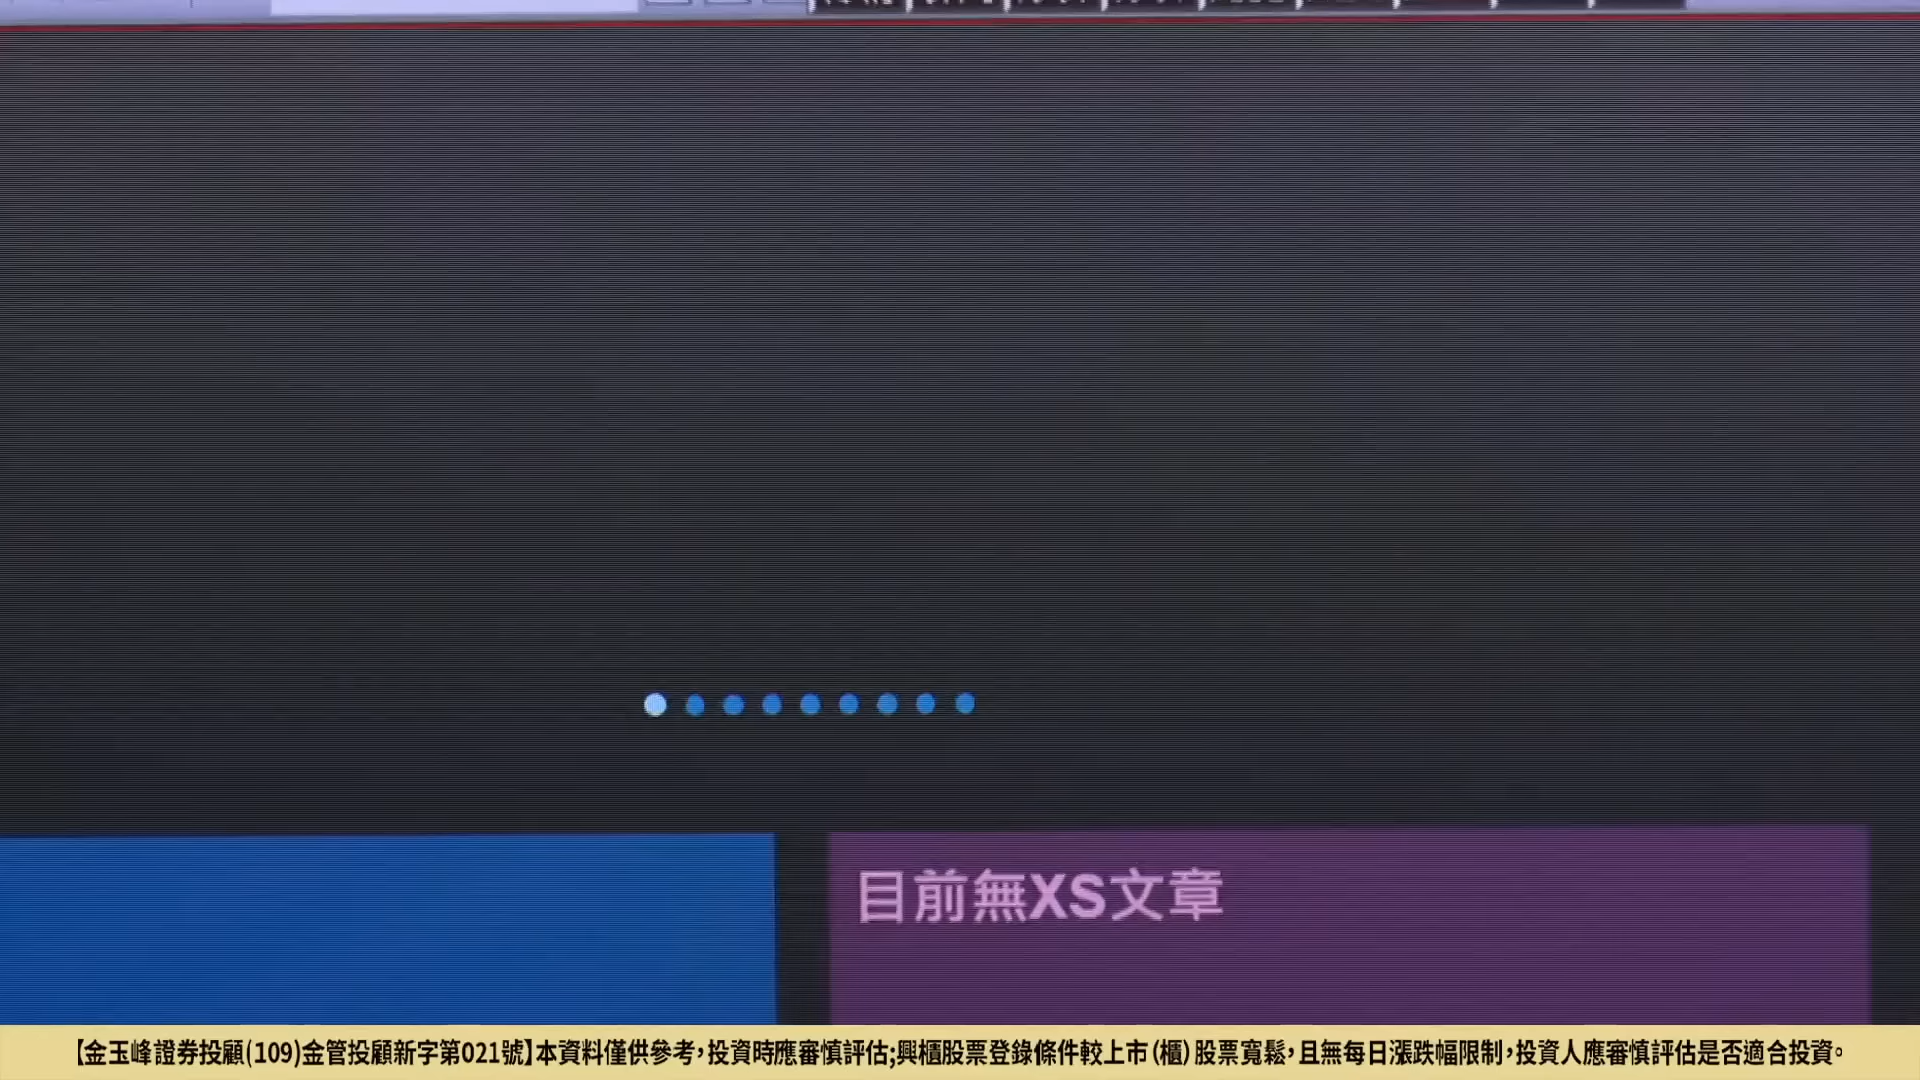 目前無XS文章
【金玉峰證券投顧(109)金管投顧新字第021號】本資料僅供參考，投資時應審慎評估;興櫃股票登錄條件較上市（櫃）股票寬鬆，且無每日漲跌幅限制，投資人應審慎評估是否適合投資。